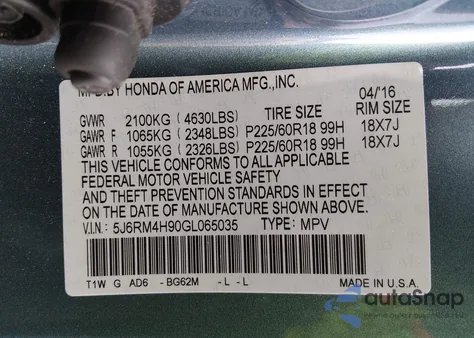 MFD.BY HONDA OF AMERICA MFG.,INC.
04/'16
GVWR 2100KG (4630LBS) TIRE SIZE RIM SIZE
GAWR F 1065KG (2348LBS) P225/60R18 99H 18X7J
GAWR R 1055KG (2326LBS) P225/60R18 99H 18X7J
THIS VEHICLE CONFORMS TO ALL APPLICABLE
FEDERAL MOTOR VEHICLE SAFETY
AND THEFT PREVENTION STANDARDS IN EFFECT
ON THE DATE OF MANUFACTURE SHOWN ABOVE.
V.I.N.: 5J6RM4H90GL065035 TYPE: MPV
T1W G AD6 -BG62M -L -L MADE IN U.S.A.
autoSnap